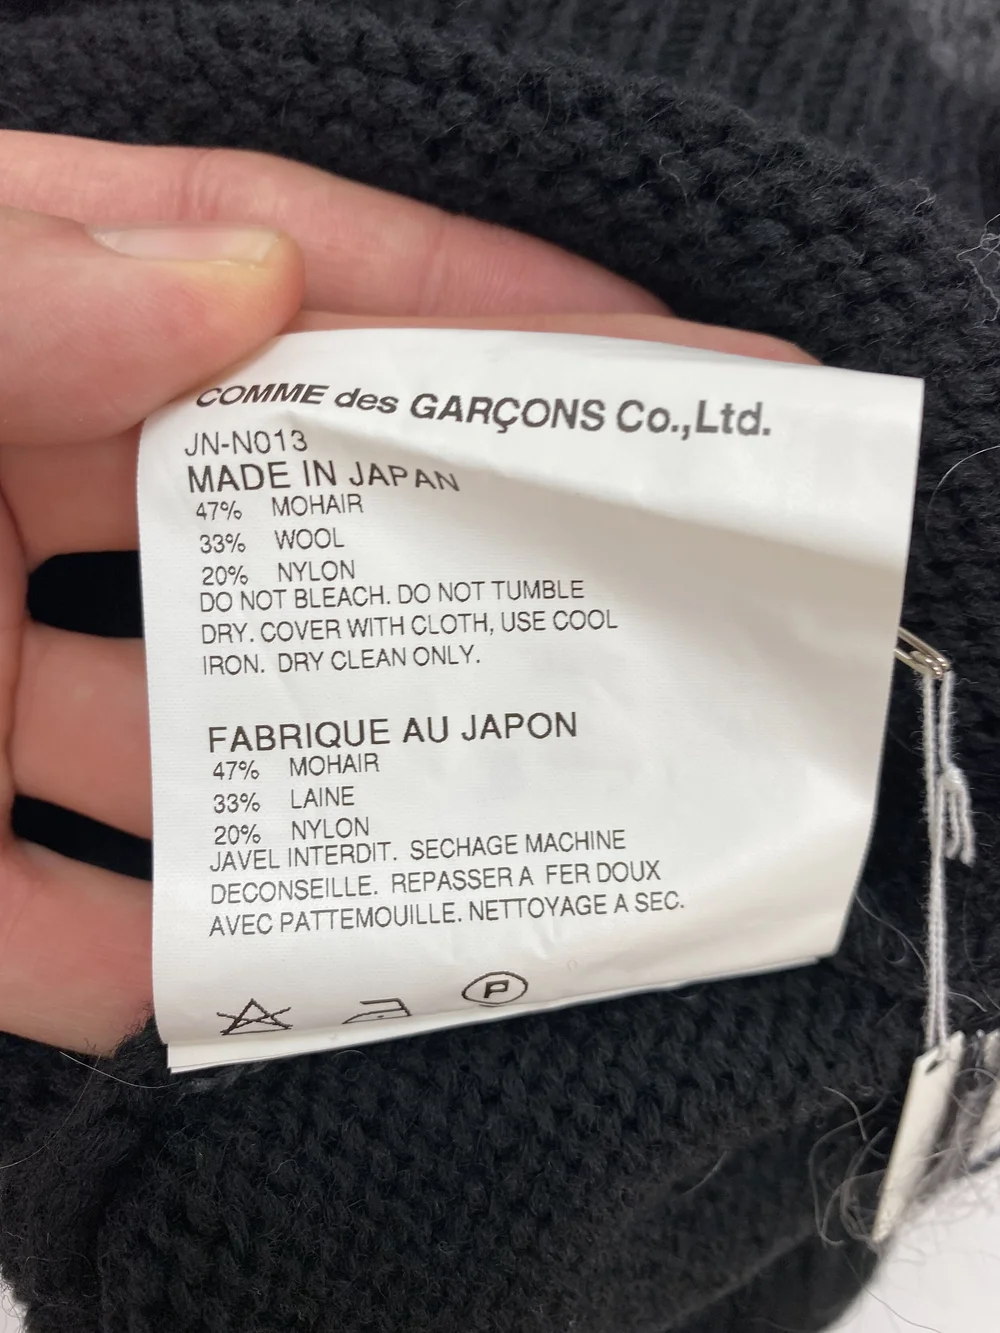 COMME des GARÇONS Co.,Ltd.
JN-N013
MADE IN JAPAN
47% MOHAIR
33% WOOL
20% NYLON
DO NOT BLEACH. DO NOT TUMBLE
DRY. COVER WITH CLOTH, USE COOL
IRON. DRY CLEAN ONLY.
FABRIQUE AU JAPON
47% MOHAIR
33% LAINE
20% NYLON
JAVEL INTERDIT. SECHAGE MACHINE
DECONSEILLE. REPASSER A FER DOUX
AVEC PATTEMOUILLE. NETTOYAGE A SEC.
P